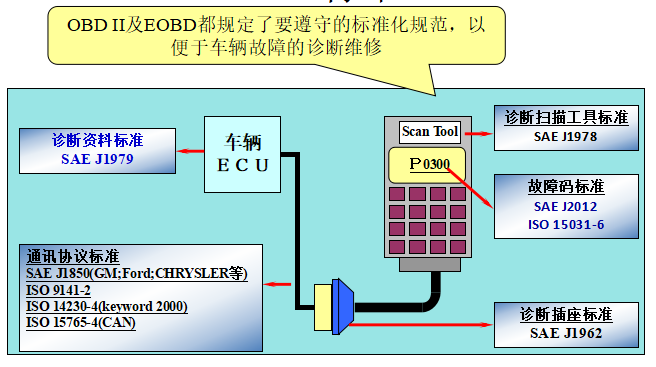 OBD II及EOBD都规定了要遵守的标准化规范，以
便于车辆故障的诊断维修
诊断资料标准
SAE J1979
车辆
ECU
Scan Tool
P0300
诊断扫描工具标准
SAE J1978
故障码标准
SAE J2012
ISO 15031-6
通讯协议标准
SAE J1850(GM;Ford;CHRYSLER等)
ISO 9141-2
ISO 14230-4(keyword 2000)
ISO 15765-4(CAN)
诊断插座标准
SAE J1962